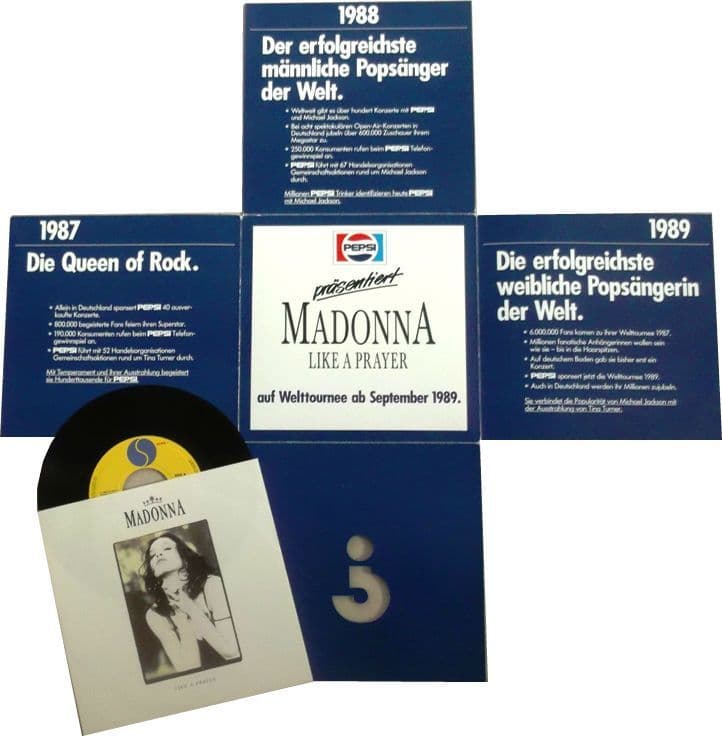 1988
Der erfolgreichste
männliche Popsänger
der Welt.
• Weltweit gibt es über hundert Konzerte mit PEPSI
und Michael Jackson.
• Bei acht spektakulären Open-Air-Konzerten in
Deutschland jubeln über 600.000 Zuschauer ihrem
Megastar zu.
• 250.000 Konsumenten rufen beim PEPSI Telefon-
gewinnspiel an.
• PEPSI führt mit 67 Handelsorganisationen
Gemeinschaftsaktionen rund um Michael Jackson
durch.
Millionen PEPSI Trinker identifizieren heute PEPSI
mit Michael Jackson.
1987
Die Queen of Rock.
• Allein in Deutschland sponsert PEPSI 40 ausver-
kaufte Konzerte.
• 800.000 begeisterte Fans feiern ihren Superstar.
• 190.000 Konsumenten rufen beim PEPSI Telefon-
gewinnspiel an.
• PEPSI führt mit 52 Handelsorganisationen
Gemeinschaftsaktionen rund um Tina Turner durch.
Mit Temperament und ihrer Ausstrahlung begeistert
sie Hunderttausende für PEPSI.
PEPSI
präsentiert
MADONNA
LIKE A PRAYER
auf Welttournee ab September 1989.
1989
Die erfolgreichste
weibliche Popsängerin
der Welt.
• 6.000.000 Fans kamen zu ihrer Welttournee 1987.
• Millionen fanatische Anhängerinnen wollen sein
wie sie – bis in die Haarspitzen.
• Auf deutschem Boden gab sie bisher erst ein
Konzert.
• PEPSI sponsert jetzt die Welttournee 1989.
• Auch in Deutschland werden ihr Millionen zujubeln.
Sie verbindet die Popularität von Michael Jackson mit
der Ausstrahlung von Tina Turner.
S
MADONNA
LIKE A PRAYER